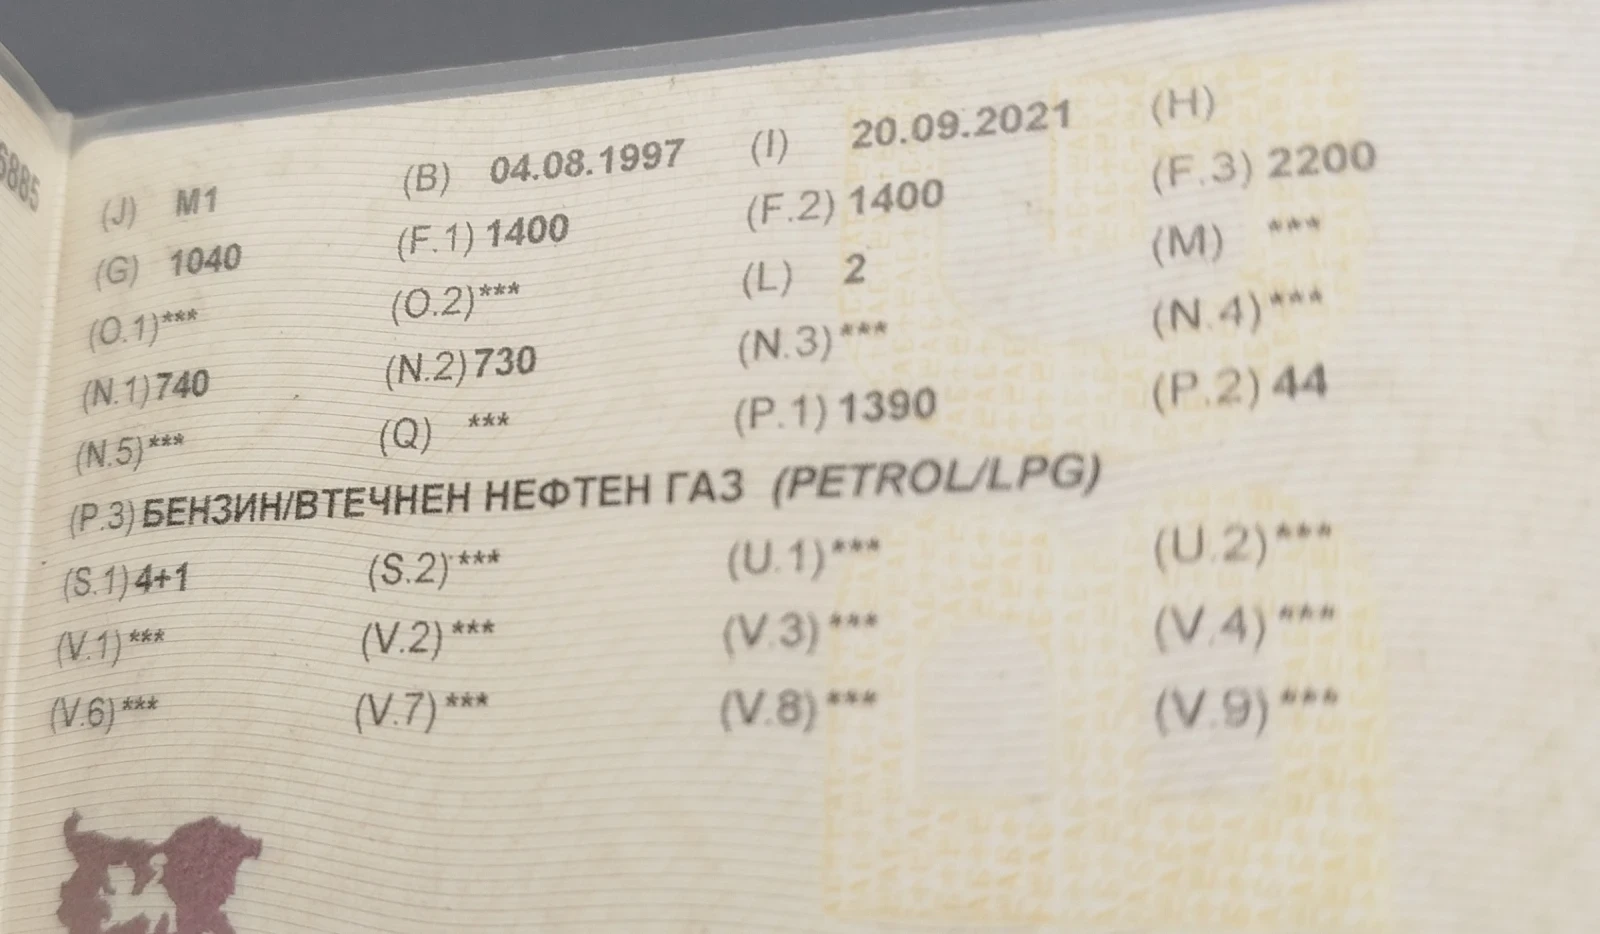 6885
(J) M1 (B) 04.08.1997 (I) 20.09.2021 (H)
(G) 1040 (F.1) 1400 (F.2) 1400 (F.3) 2200
(O.1)*** (O.2)*** (L) 2 (M) ***
(N.1) 740 (N.2) 730 (N.3)*** (N.4)***
(N.5)*** (Q) *** (P.1) 1390 (P.2) 44
(P.3) БЕНЗИН/ВТЕЧНЕН НЕФТЕН ГАЗ (PETROL/LPG)
(S.1) 4+1 (S.2)*** (U.1)*** (U.2)***
(V.1)*** (V.2)*** (V.3)*** (V.4)***
(V.6)*** (V.7)*** (V.8)*** (V.9)***